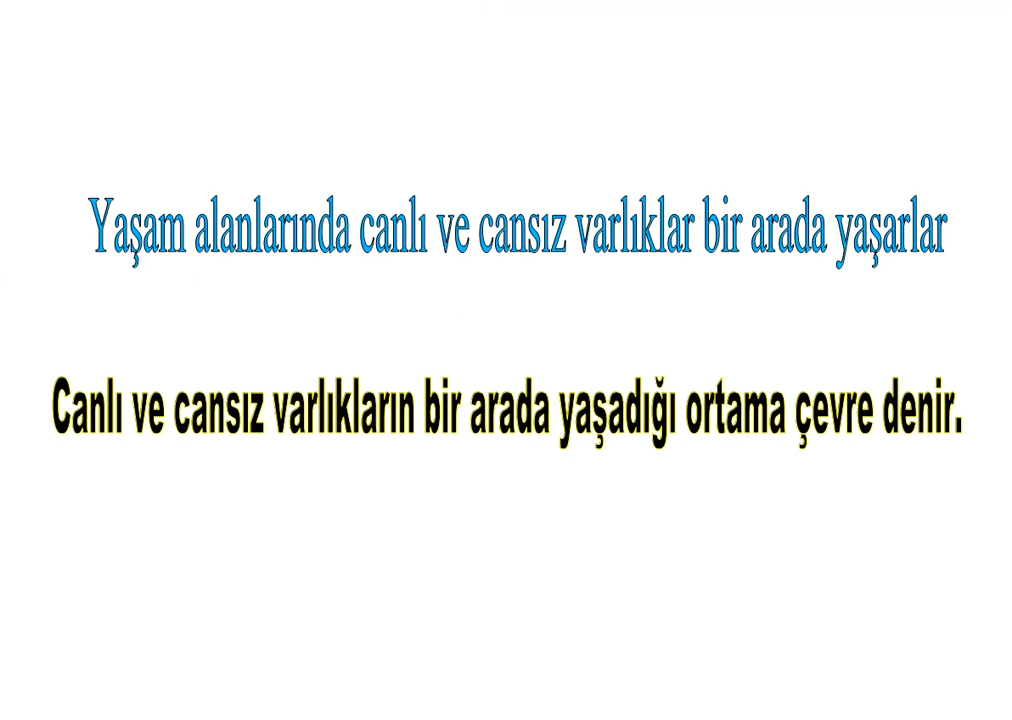 Yaşam alanlarında canlı ve cansız varlıklar bir arada yaşarlar
Canlı ve cansız varlıkların bir arada yaşadığı ortama çevre denir.